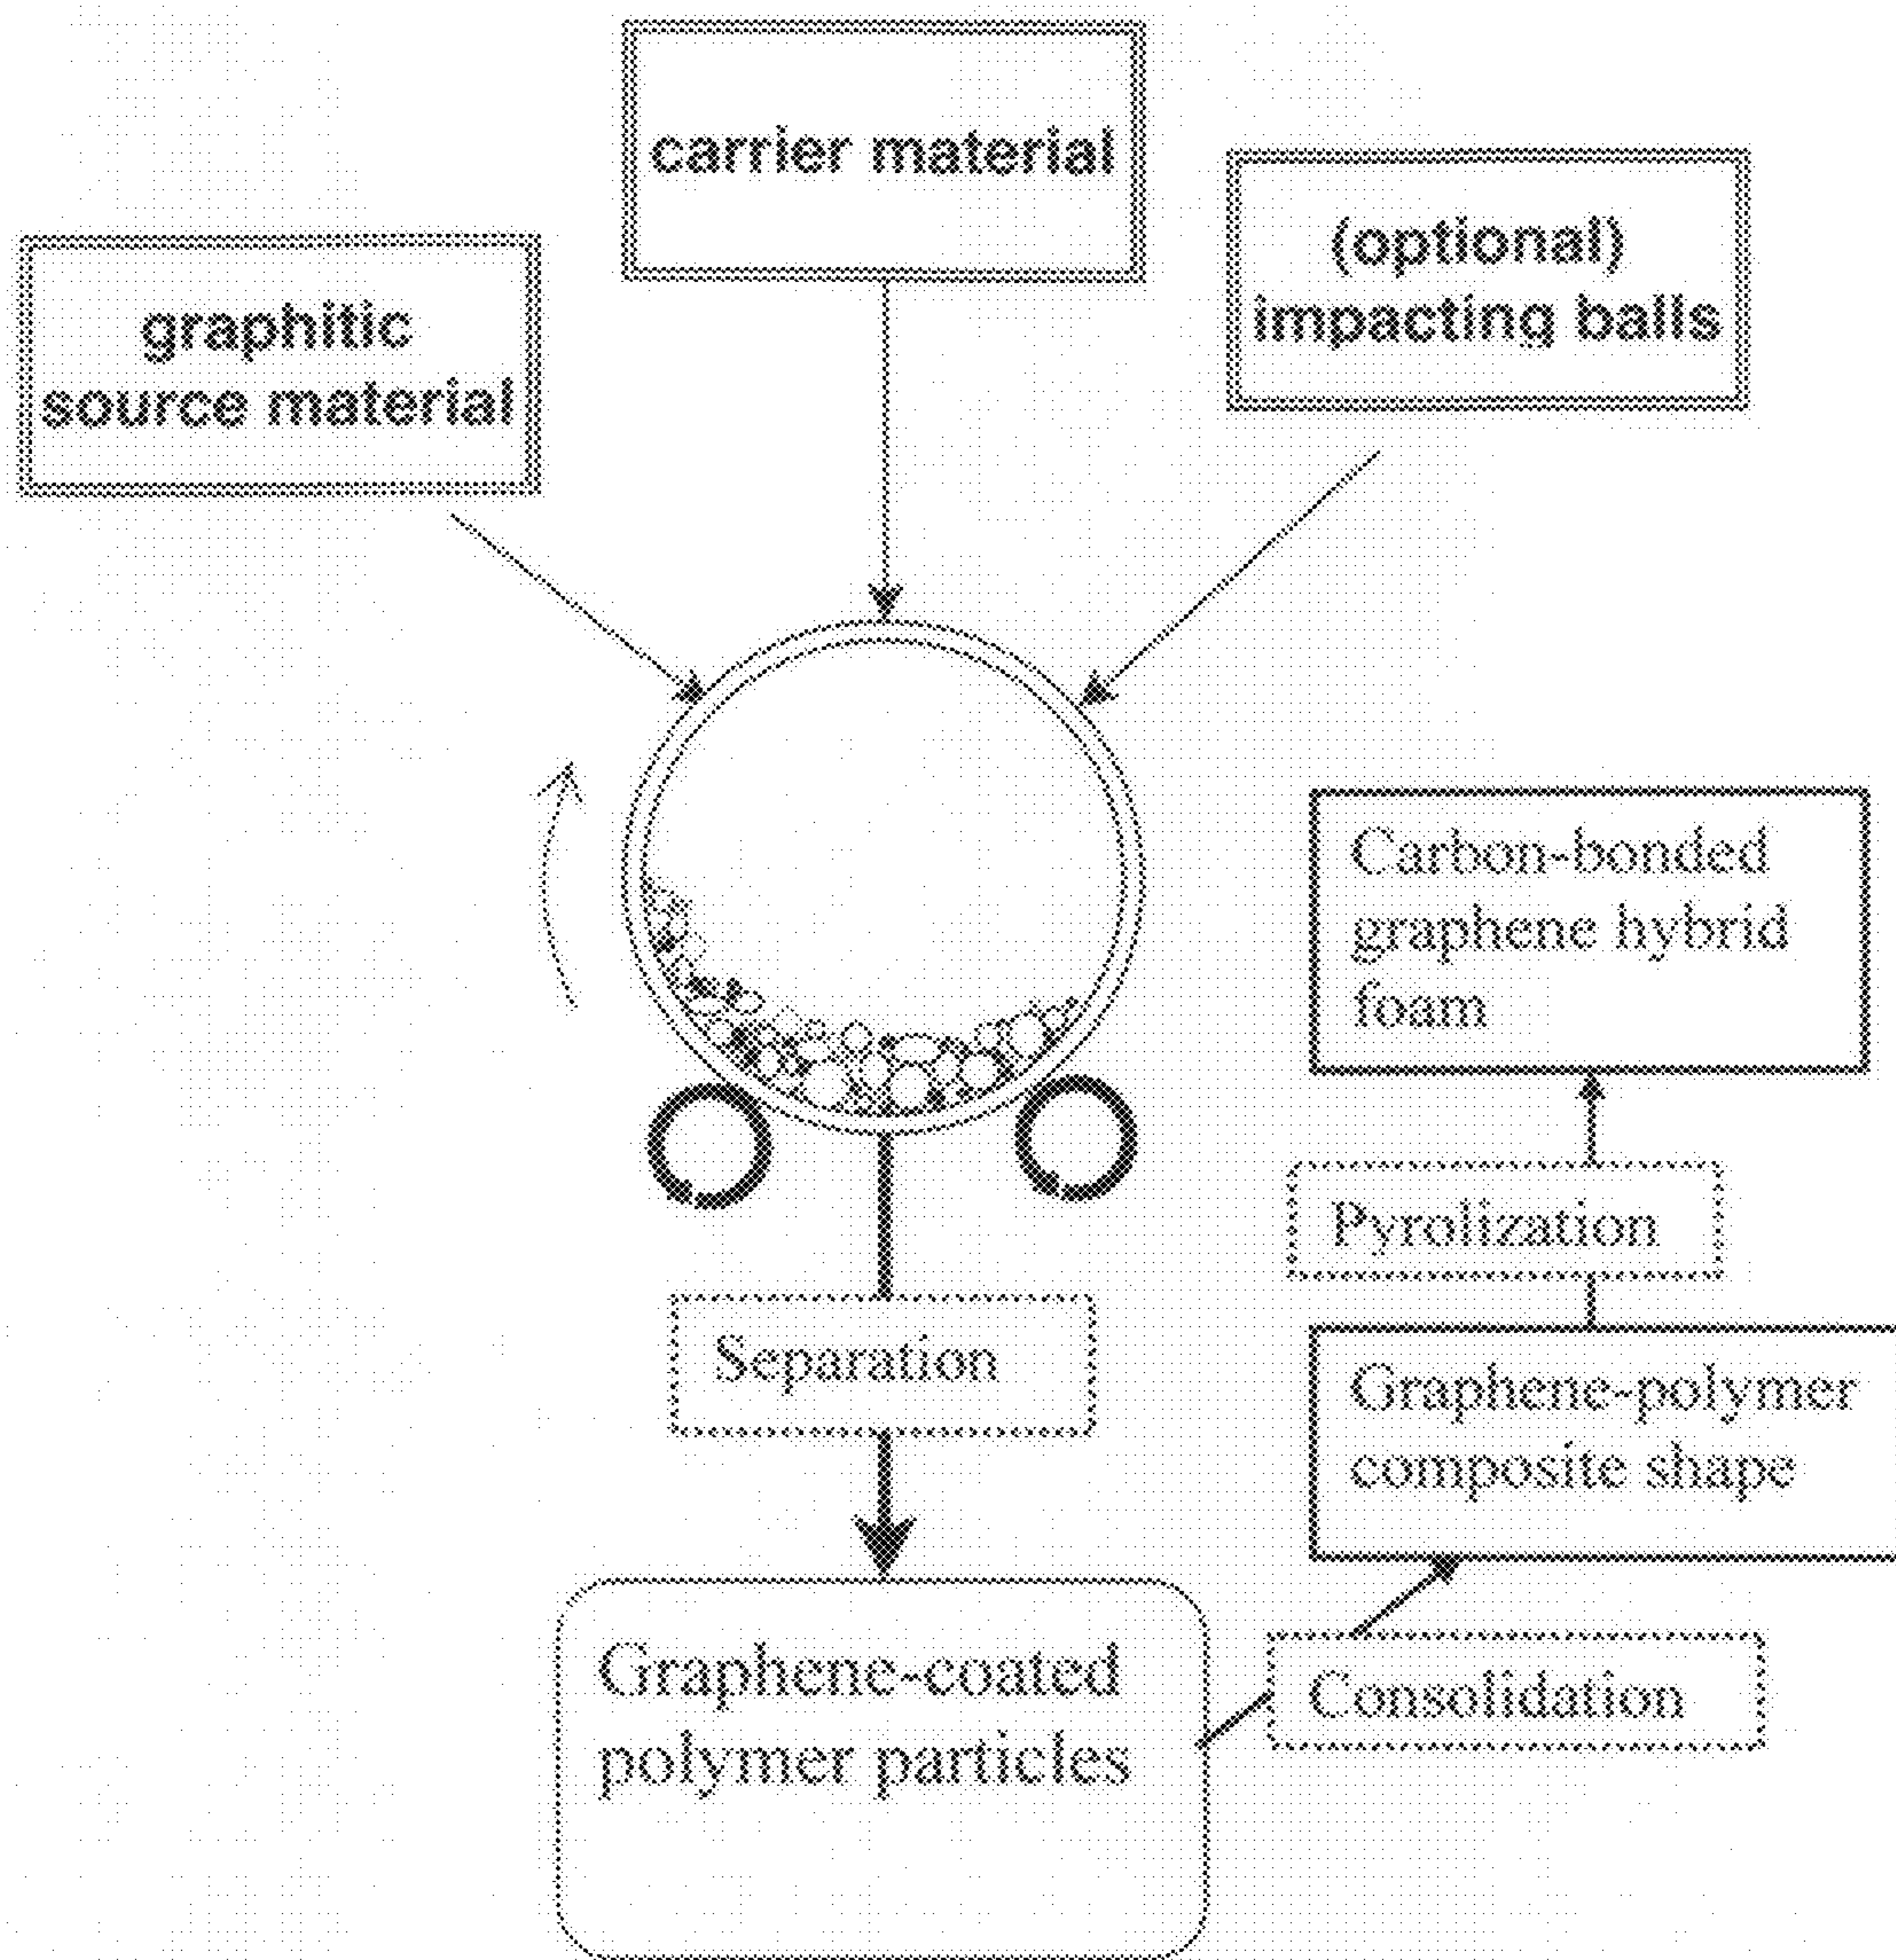 carrier material
(optional)
impacting balls
graphitic
source material
Carbon-bonded
graphene hybrid
foam
Pyrolization
Separation
Graphene-polymer
composite shape
Graphene-coated
polymer particles
Consolidation